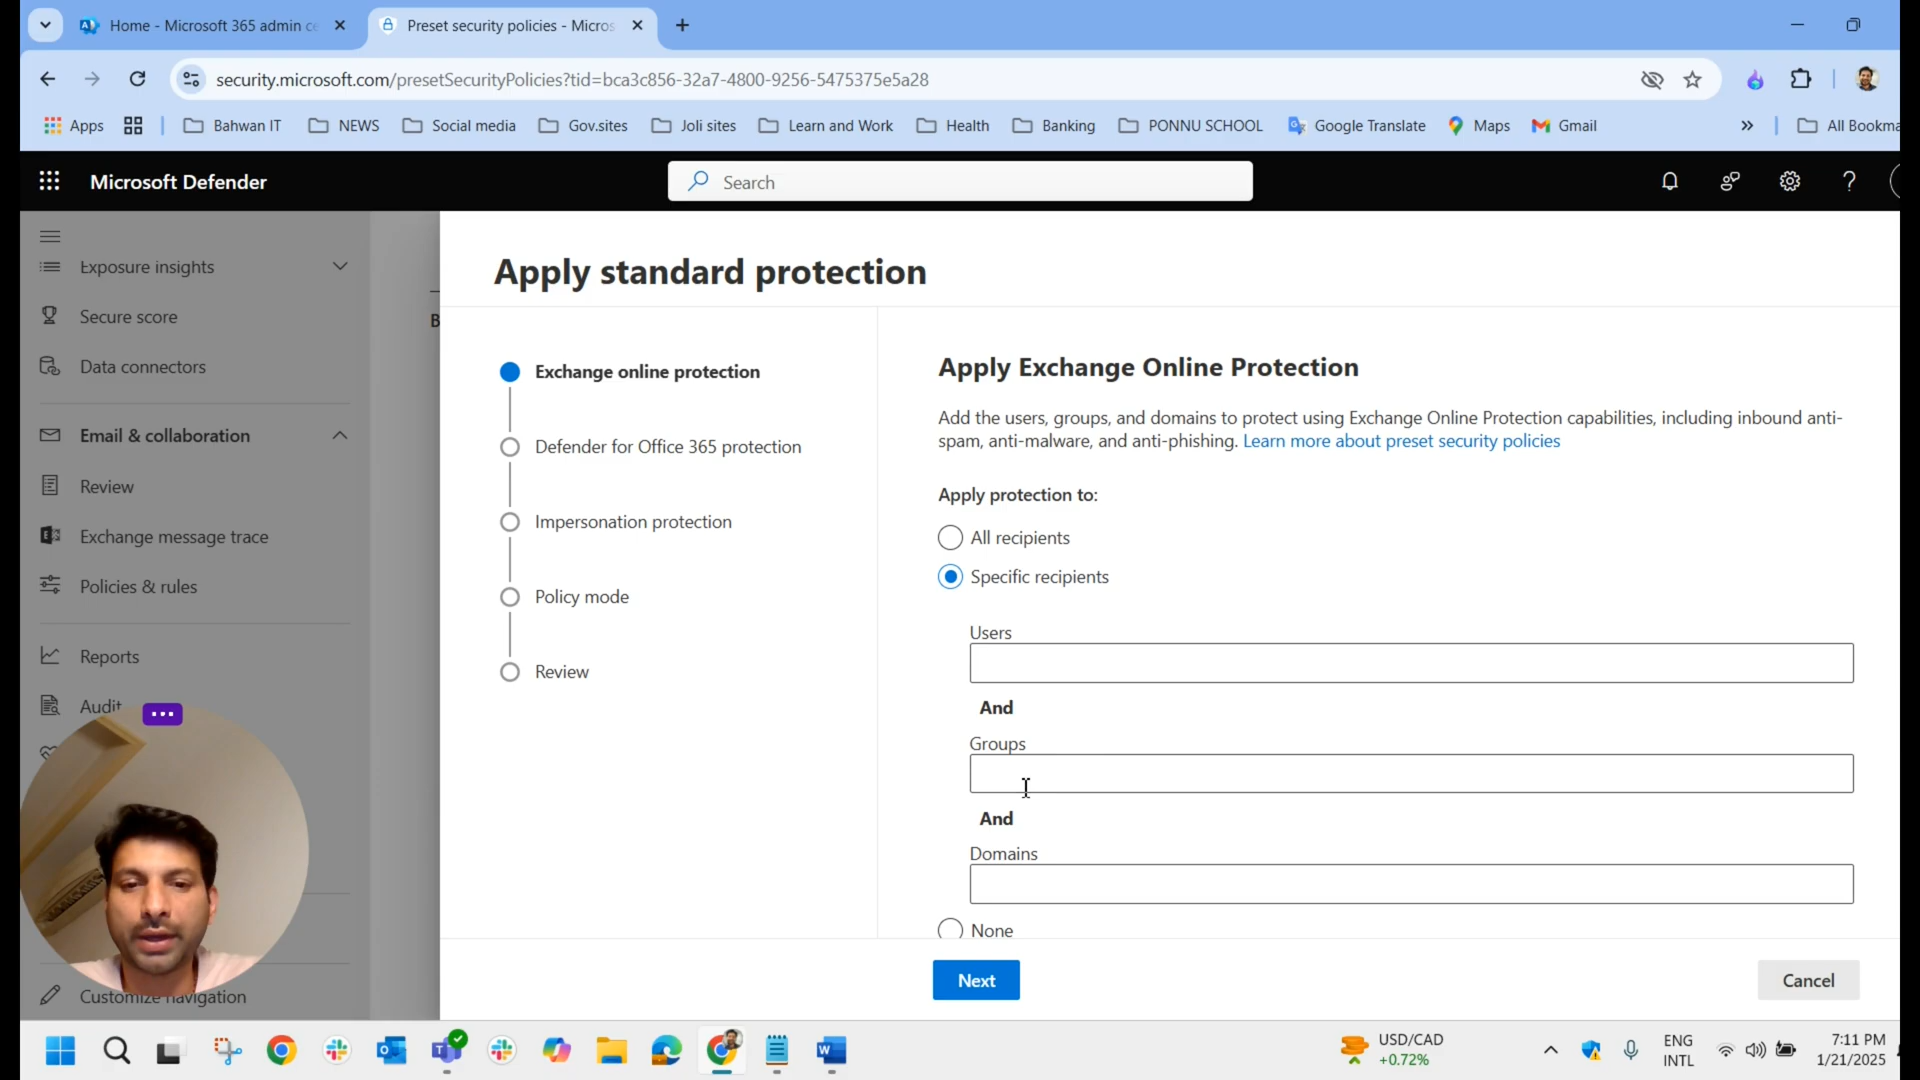 Home - Microsoft 365 admin ce
Preset security policies - Micros
security.microsoft.com/presetSecurityPolicies?tid=bca3c856-32a7-4800-9256-5475375e5a28
Apps
Bahwan IT
NEWS
Social media
Gov.sites
Joli sites
Learn and Work
Health
Banking
PONNU SCHOOL
Google Translate
Maps
Gmail
All Bookma
Microsoft Defender
Search
Exposure insights
Secure score
Data connectors
Email & collaboration
Review
Exchange message trace
Policies & rules
Reports
Audit
Customize navigation
B
Apply standard protection
Exchange online protection
Defender for Office 365 protection
Impersonation protection
Policy mode
Review
Apply Exchange Online Protection
Add the users, groups, and domains to protect using Exchange Online Protection capabilities, including inbound anti-
spam, anti-malware, and anti-phishing. Learn more about preset security policies
Apply protection to:
All recipients
Specific recipients
Users
And
Groups
And
Domains
None
Next
Cancel
USD/CAD
+0.72%
ENG
INTL
7:11 PM
1/21/2025